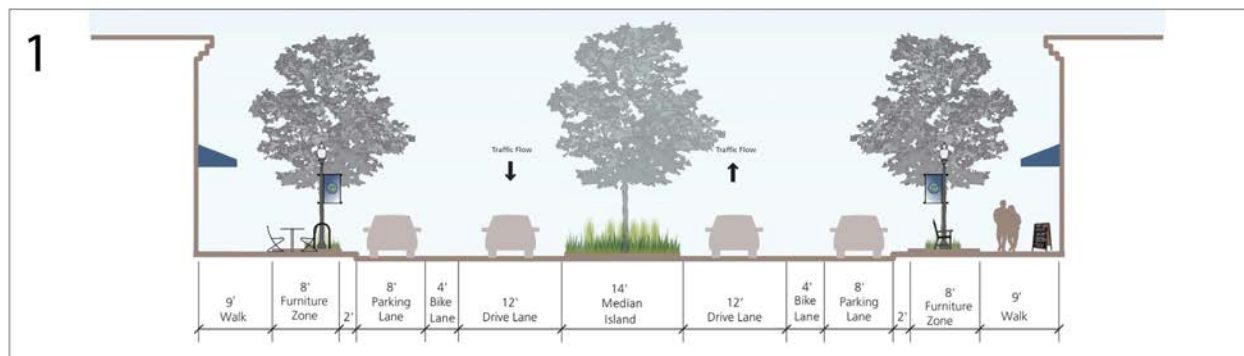 1
Traffic Flow
Traffic Flow
9'
Walk
8'
Furniture
Zone
2'
8'
Parking
Lane
4'
Bike
Lane
12'
Drive Lane
14'
Median
Island
12'
Drive Lane
4'
Bike
Lane
8'
Parking
Lane
2'
8'
Furniture
Zone
9'
Walk